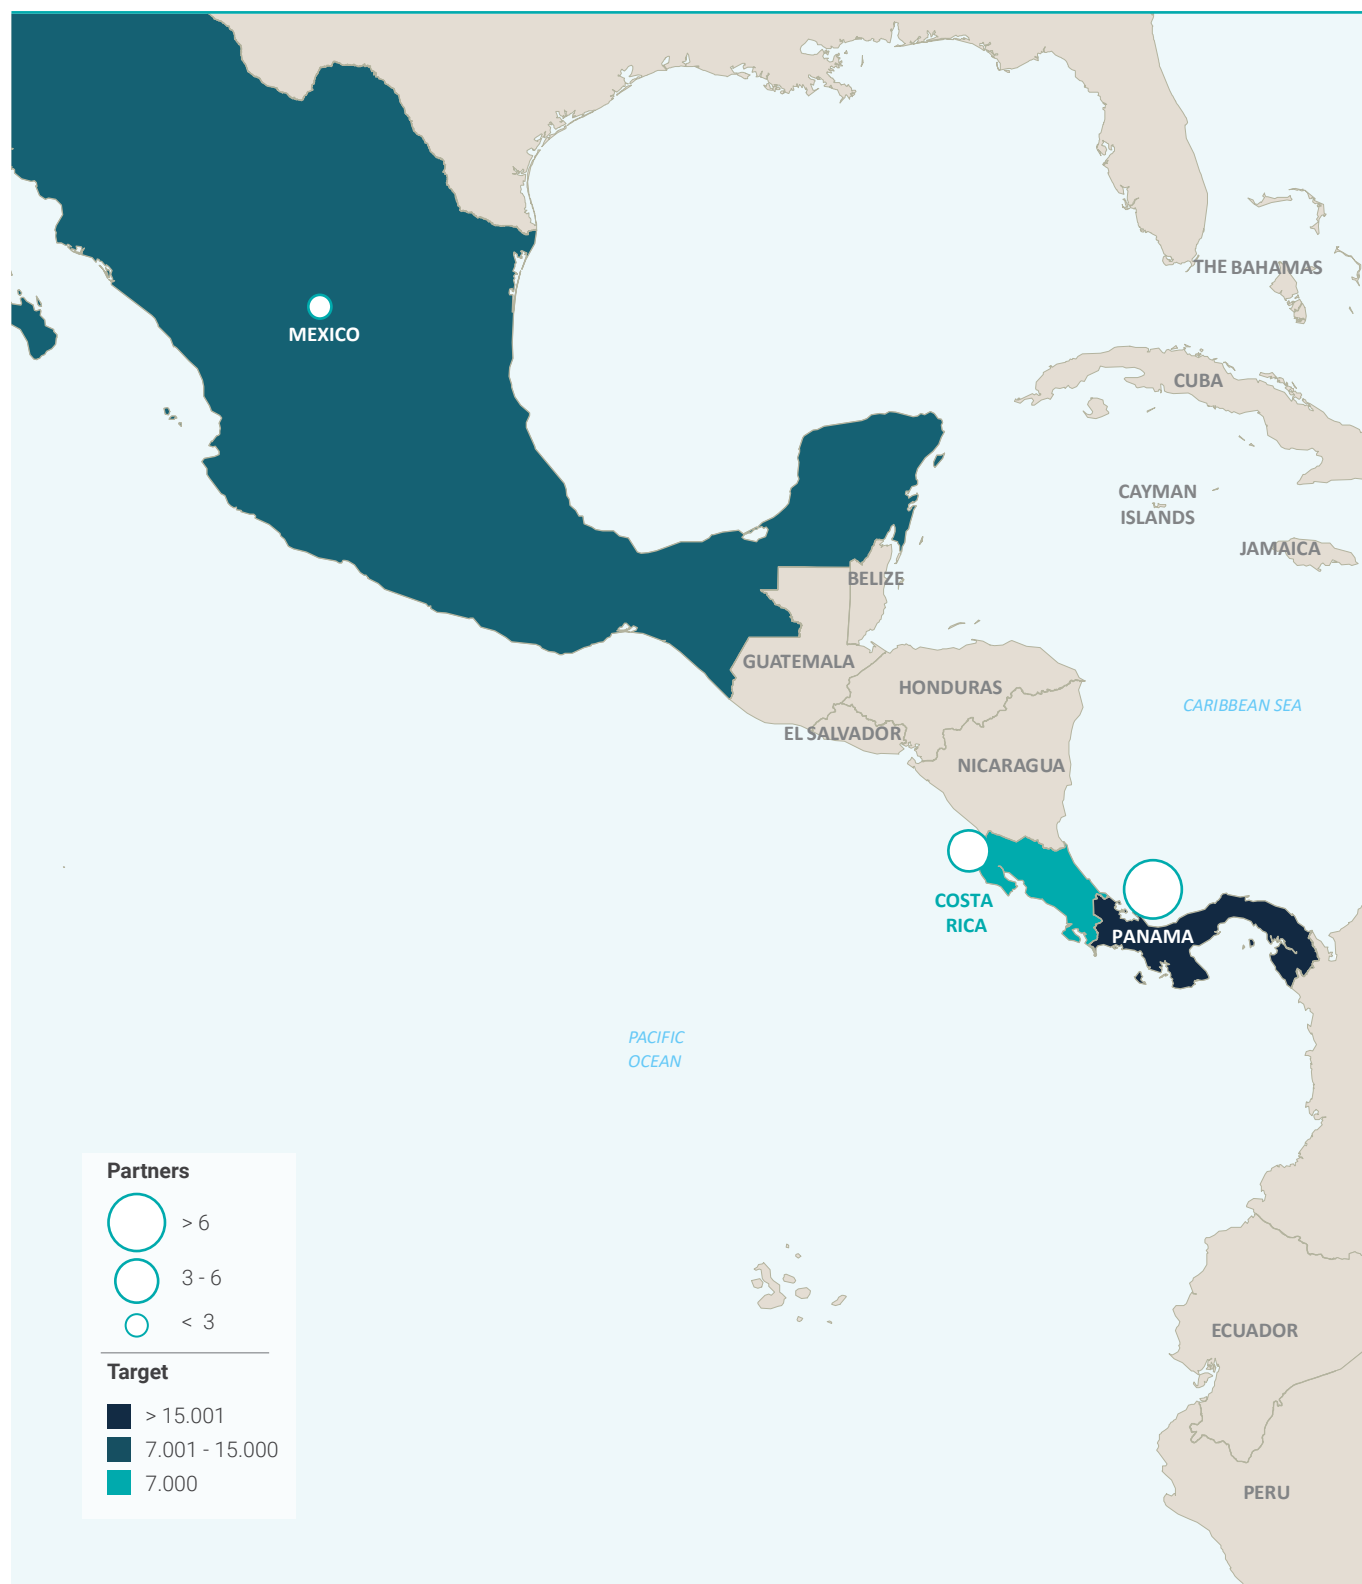 THE BAHAMAS
MEXICO
CUBA
CAYMAN
ISLANDS
JAMAICA
BELIZE
GUATEMALA
HONDURAS
CARIBBEAN SEA
EL SALVADOR
NICARAGUA
COSTA
RICA
PANAMA
PACIFIC
OCEAN
Partners
> 6
3 - 6
< 3
Target
> 15.001
7.001 - 15.000
7.000
ECUADOR
PERU